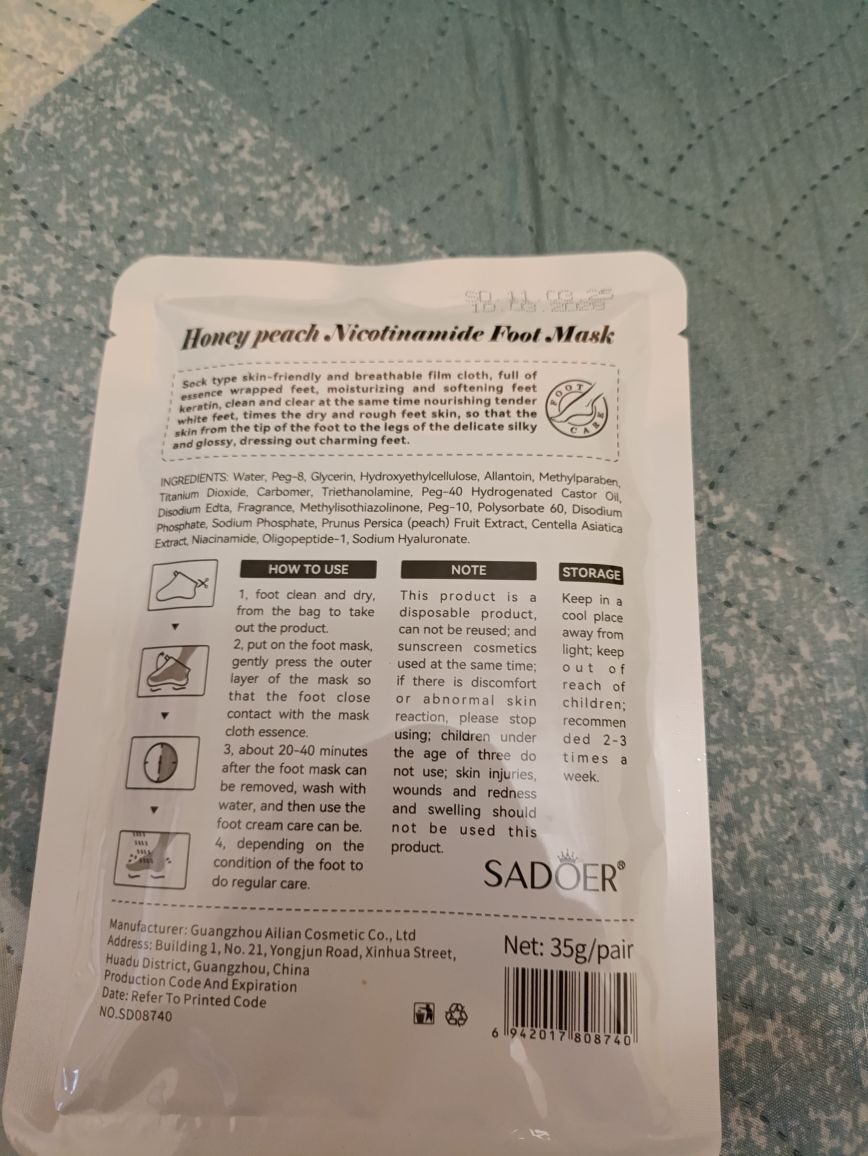 SD 11 03 25
10.03.2028
Honey peach Nicotinamide Foot Mask
Sock type skin-friendly and breathable film cloth, full of
essence wrapped feet, moisturizing and softening feet
keratin, clean and clear at the same time nourishing tender
white feet, times the dry and rough feet skin, so that the
skin from the tip of the foot to the legs of the delicate silky
and glossy, dressing out charming feet.
FOOT
CARE
INGREDIENTS: Water, Peg-8, Glycerin, Hydroxyethylcellulose, Allantoin, Methylparaben,
Titanium Dioxide, Carbomer, Triethanolamine, Peg-40 Hydrogenated Castor Oil,
Disodium Edta, Fragrance, Methylisothiazolinone, Peg-10, Polysorbate 60, Disodium
Phosphate, Sodium Phosphate, Prunus Persica (peach) Fruit Extract, Centella Asiatica
Extract, Niacinamide, Oligopeptide-1, Sodium Hyaluronate.
HOW TO USE
1, foot clean and dry,
from the bag to take
out the product.
2, put on the foot mask,
gently press the outer
layer of the mask so
that the foot close
contact with the mask
cloth essence.
3, about 20-40 minutes
after the foot mask can
be removed, wash with
water, and then use the
foot cream care can be.
4, depending on the
condition of the foot to
do regular care.
NOTE
This product is a
disposable product,
can not be reused; and
sunscreen cosmetics
used at the same time;
if there is discomfort
or abnormal skin
reaction, please stop
using; children under
the age of three do
not use; skin injuries,
wounds and redness
and swelling should
not be used this
product.
STORAGE
Keep in a
cool place
away from
light; keep
out of
reach of
children;
recommen
ded 2-3
times a
week.
SADOER®
Manufacturer: Guangzhou Ailian Cosmetic Co., Ltd
Address: Building 1, No. 21, Yongjun Road, Xinhua Street,
Huadu District, Guangzhou, China
Production Code And Expiration
Date: Refer To Printed Code
NO.SD08740
Net: 35g/pair
6 942017 808740